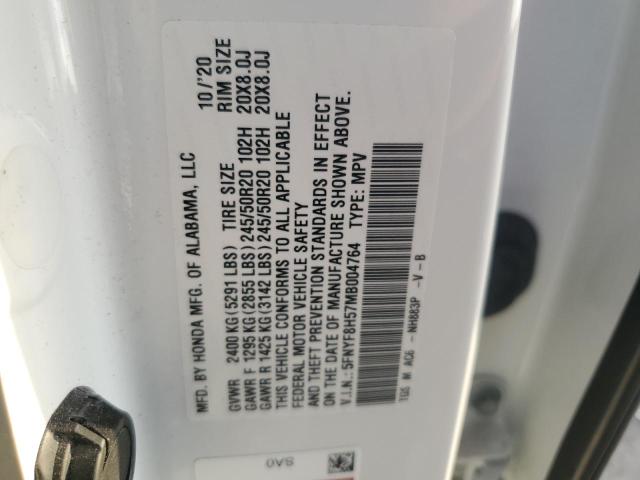 MFD. BY HONDA MFG. OF ALABAMA, LLC 10/'20
GVWR 2400 KG(5291 LBS) TIRE SIZE RIM SIZE
GAWR F 1295 KG(2855 LBS)245/50R20 102H 20X8.0J
GAWR R 1425 KG(3142 LBS)245/50R20 102H 20X8.0J
THIS VEHICLE CONFORMS TO ALL APPLICABLE
FEDERAL MOTOR VEHICLE SAFETY
AND THEFT PREVENTION STANDARDS IN EFFECT
ON THE DATE OF MANUFACTURE SHOWN ABOVE.
V.I.N.: 5FNYF8H57MB004764 TYPE: MPV
TGS M AC6 -NH883P -V-B
SA0